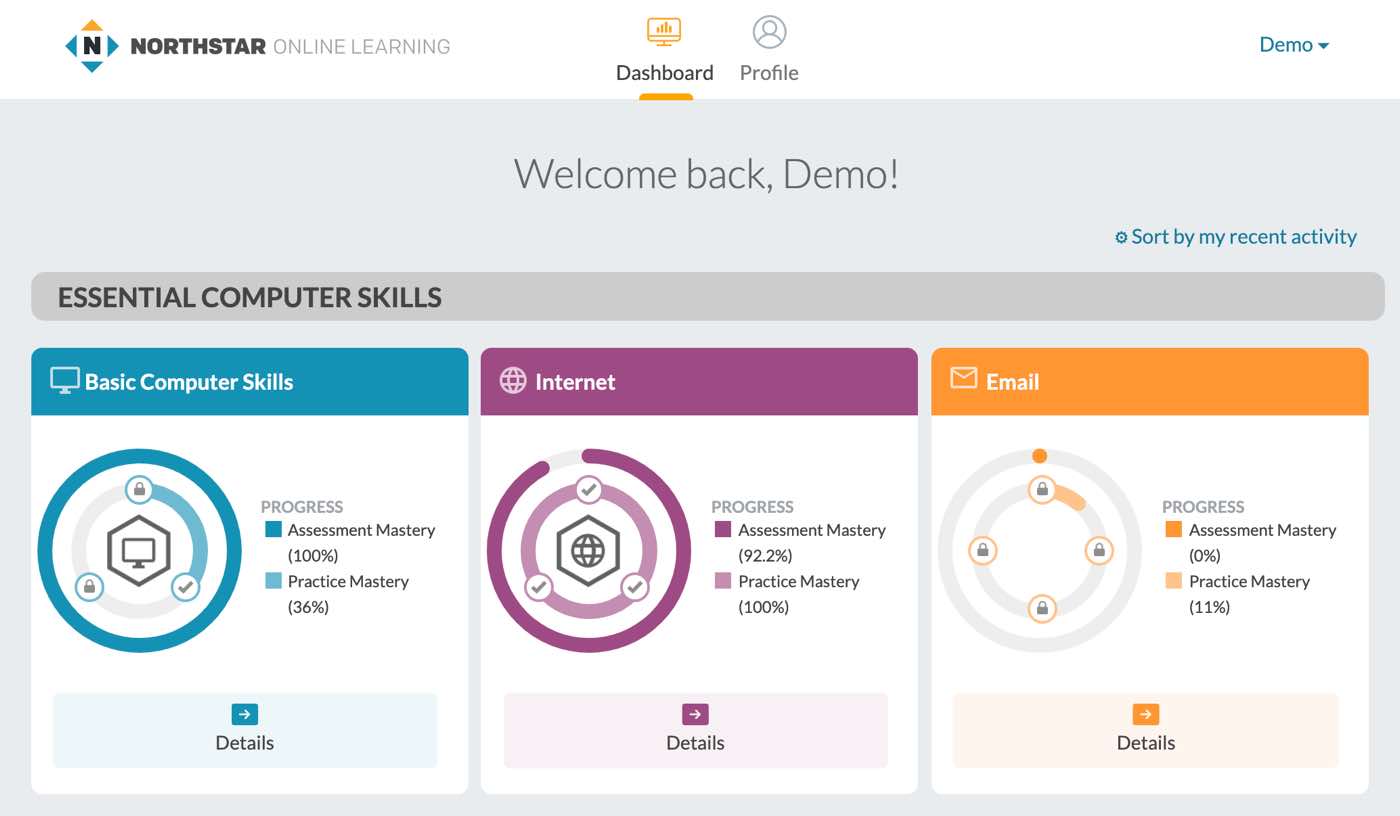 N NORTHSTAR ONLINE LEARNING
Dashboard
Profile
Demo
Welcome back, Demo!
Sort by my recent activity
ESSENTIAL COMPUTER SKILLS
Basic Computer Skills
PROGRESS
Assessment Mastery
(100%)
Practice Mastery
(36%)
Details
Internet
PROGRESS
Assessment Mastery
(92.2%)
Practice Mastery
(100%)
Details
Email
PROGRESS
Assessment Mastery
(0%)
Practice Mastery
(11%)
Details